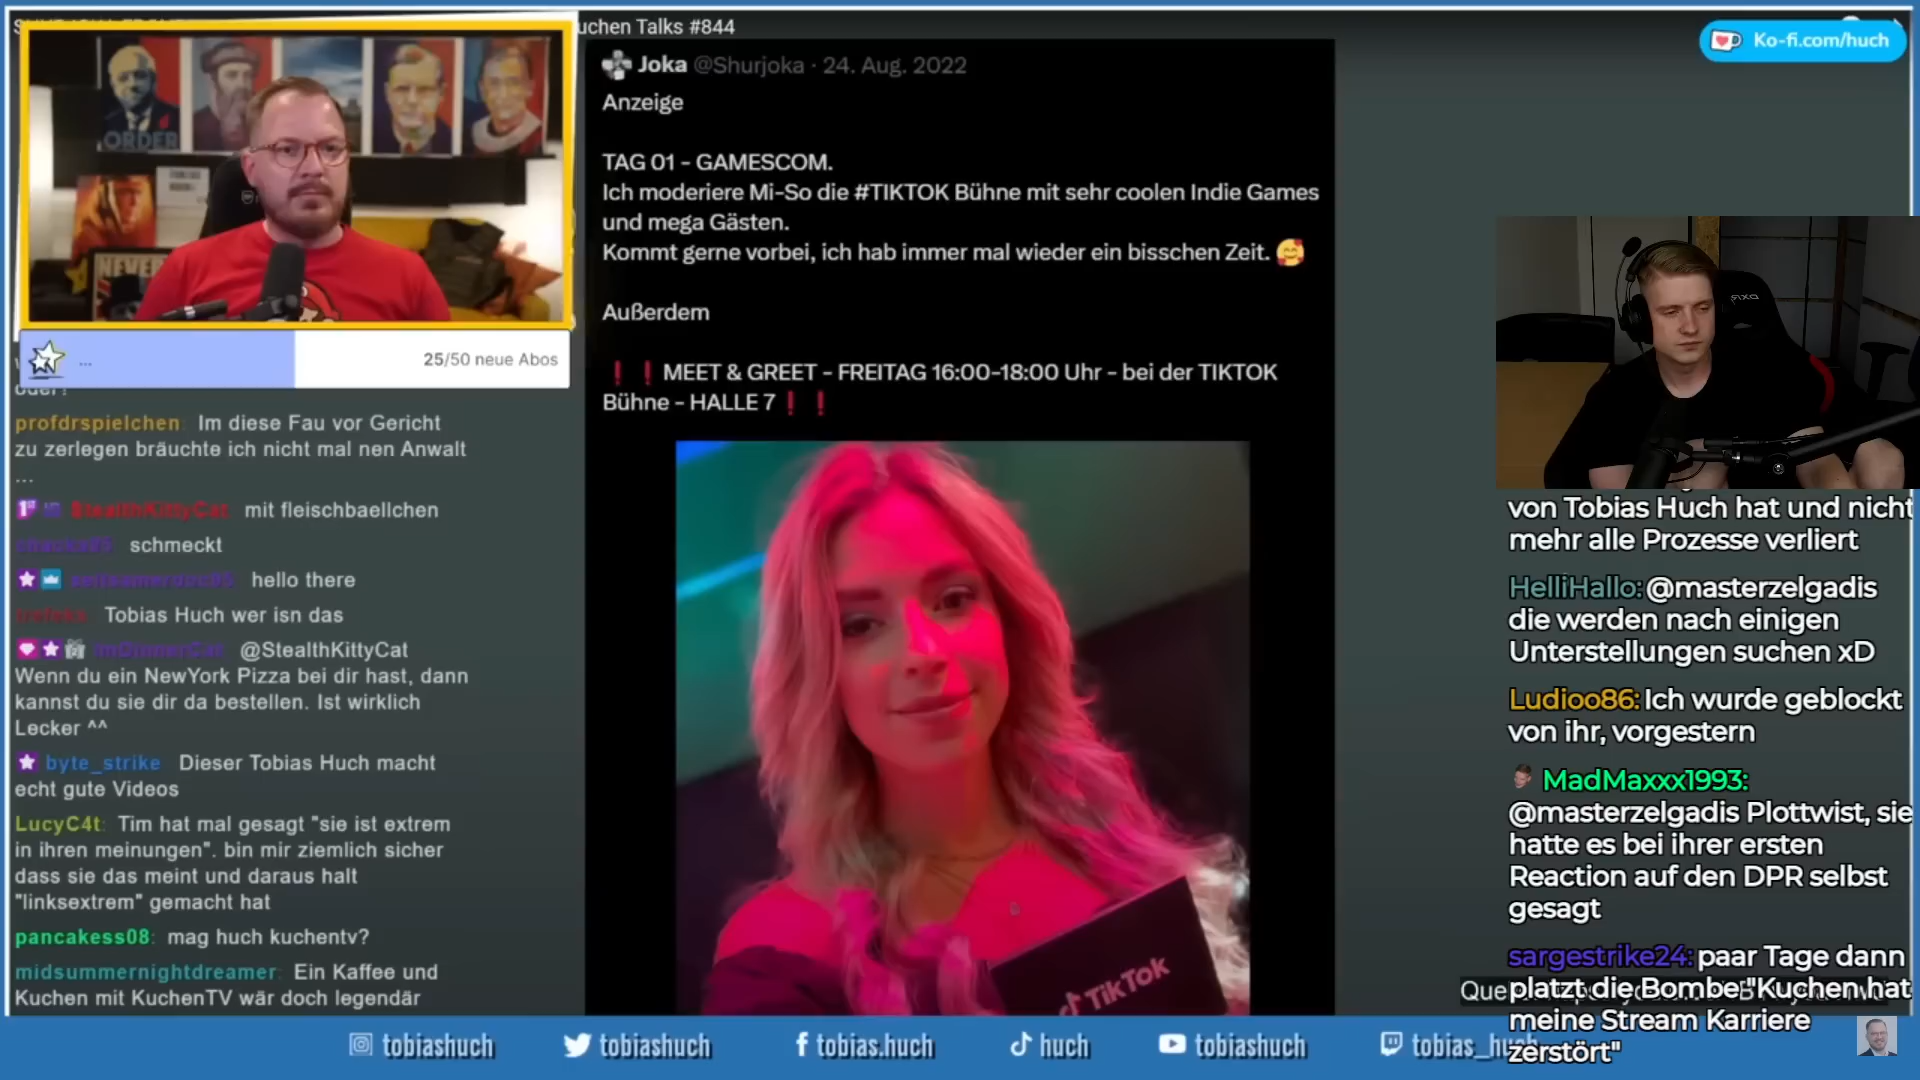 uchen Talks #844
Ko-fi.com/huch
ORDER
NEVER
25/50 neue Abos
...
Joka @Shurjoka · 24. Aug. 2022
Anzeige
TAG 01 - GAMESCOM.
Ich moderiere Mi-So die #TIKTOK Bühne mit sehr coolen Indie Games
und mega Gästen.
Kommt gerne vorbei, ich hab immer mal wieder ein bisschen Zeit. 🥰
Außerdem
❗❗MEET & GREET - FREITAG 16:00-18:00 Uhr - bei der TIKTOK
Bühne - HALLE 7❗❗
TikTok
oder?
profdrspielchen: Im diese Fau vor Gericht
zu zerlegen bräuchte ich nicht mal nen Anwalt
...
StealthKittyCat mit fleischbaellchen
schmeckt
hello there
Tobias Huch wer isn das
@StealthKittyCat
Wenn du ein NewYork Pizza bei dir hast, dann
kannst du sie dir da bestellen. Ist wirklich
Lecker ^^
byte_strike Dieser Tobias Huch macht
echt gute Videos
LucyC4t: Tim hat mal gesagt "sie ist extrem
in ihren meinungen". bin mir ziemlich sicher
dass sie das meint und daraus halt
"linksextrem" gemacht hat
pancakess08: mag huch kuchentv?
midsummernightdreamer: Ein Kaffee und
Kuchen mit KuchenTV wär doch legendär
von Tobias Huch hat und nicht
mehr alle Prozesse verliert
HelliHallo: @masterzelgadis
die werden nach einigen
Unterstellungen suchen xD
Ludioo86: Ich wurde geblockt
von ihr, vorgestern
MadMaxxx1993:
@masterzelgadis Plottwist, sie
hatte es bei ihrer ersten
Reaction auf den DPR selbst
gesagt
sargestrike24: paar Tage dann
platzt die Bombe "Kuchen hat
meine Stream Karriere
zerstört"
tobiashuch
tobiashuch
tobias.huch
huch
tobiashuch
tobias_huch